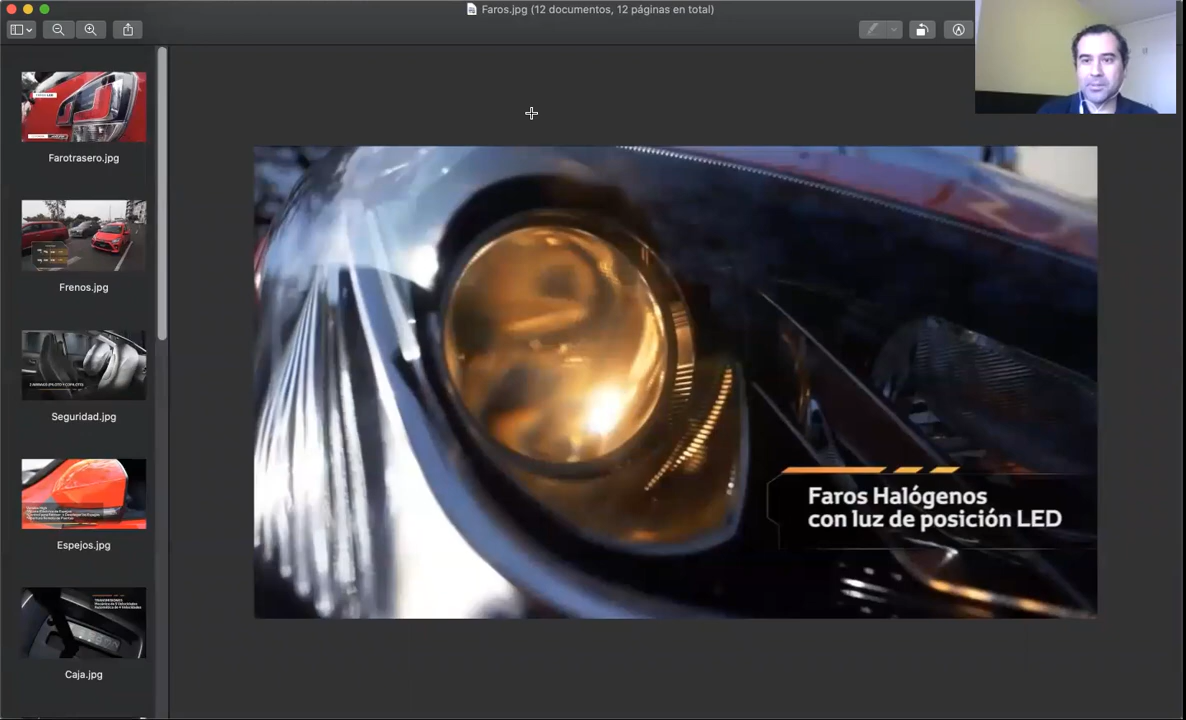 Faros.jpg (12 documentos, 12 páginas en total)
Farotrasero.jpg
Frenos.jpg
Seguridad.jpg
Espejos.jpg
Caja.jpg
Faros Halógenos
con luz de posición LED